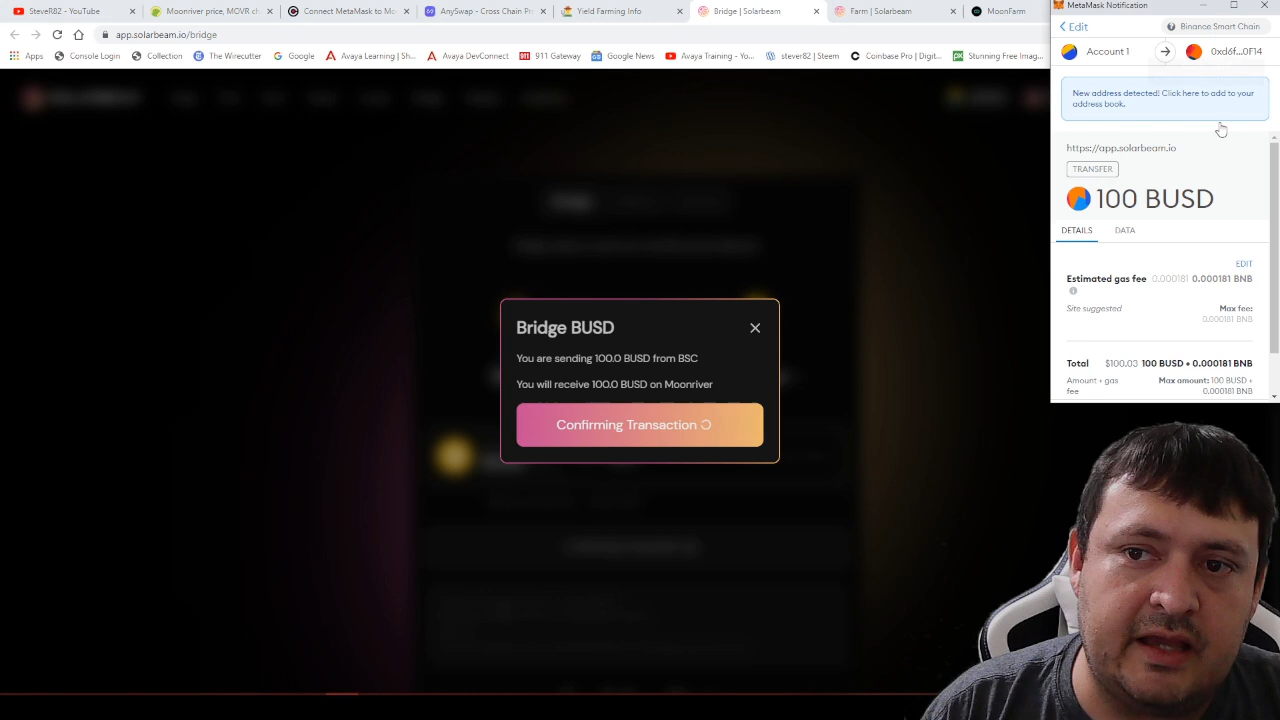 SteveR82 - YouTube
Moonriver price, MOVR ch
Connect MetaMask to Mo
AnySwap - Cross Chain Pr
Yield Farming Info
Bridge | Solarbeam
Farm | Solarbeam
MoonFarm
app.solarbeam.io/bridge
Apps
Console Login
Collection
The Wirecutter
Google
Avaya Learning | Sh...
Avaya DevConnect
911 Gateway
Google News
Avaya Training - Yo...
stever82 | Steem
Coinbase Pro | Digit...
Stunning Free Imag...
MetaMask Notification
Edit
Binance Smart Chain
Account 1
0xd6f...0F14
New address detected! Click here to add to your
address book.
https://app.solarbeam.io
TRANSFER
100 BUSD
DETAILS
DATA
EDIT
Estimated gas fee 0.000181 0.000181 BNB
Site suggested
Max fee:
0.000181 BNB
Total $100.03 100 BUSD + 0.000181 BNB
Amount + gas
fee
Max amount: 100 BUSD +
0.000181 BNB
Bridge BUSD
You are sending 100.0 BUSD from BSC
You will receive 100.0 BUSD on Moonriver
Confirming Transaction